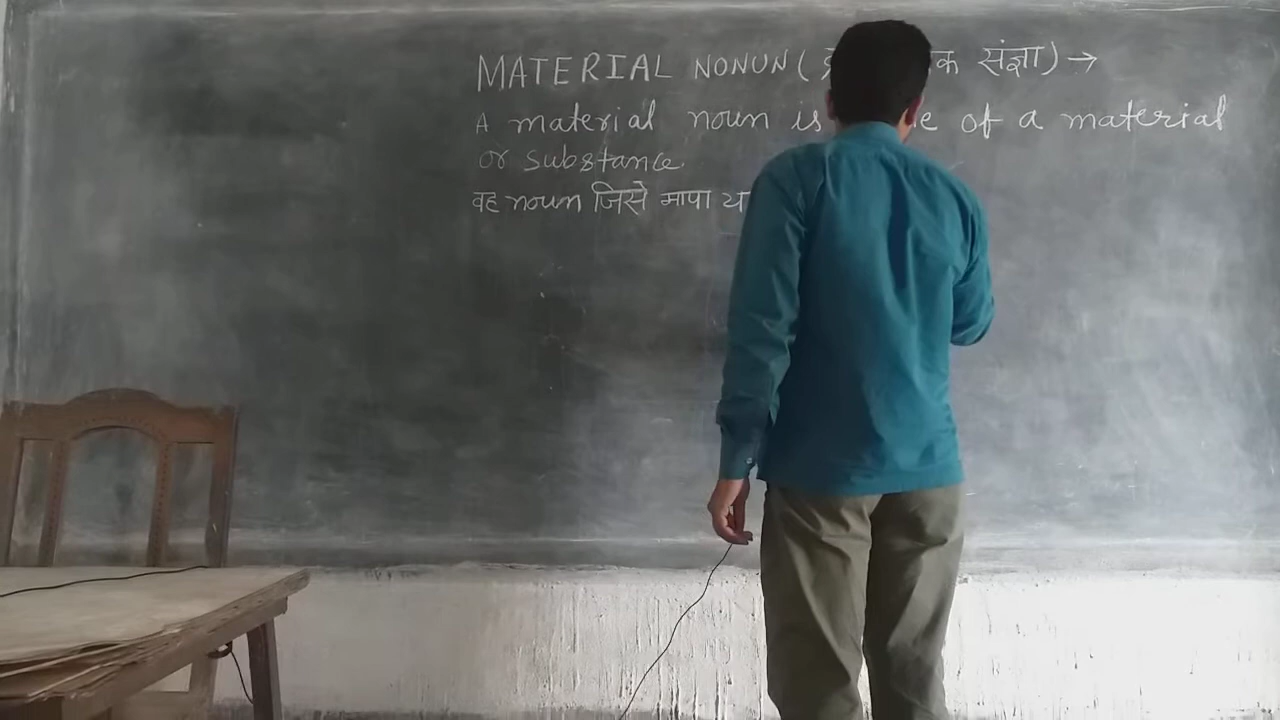 MATERIAL NONUN ( संज्ञा) →
A material noun is of a material
or substance
वह noun जिसे मापा